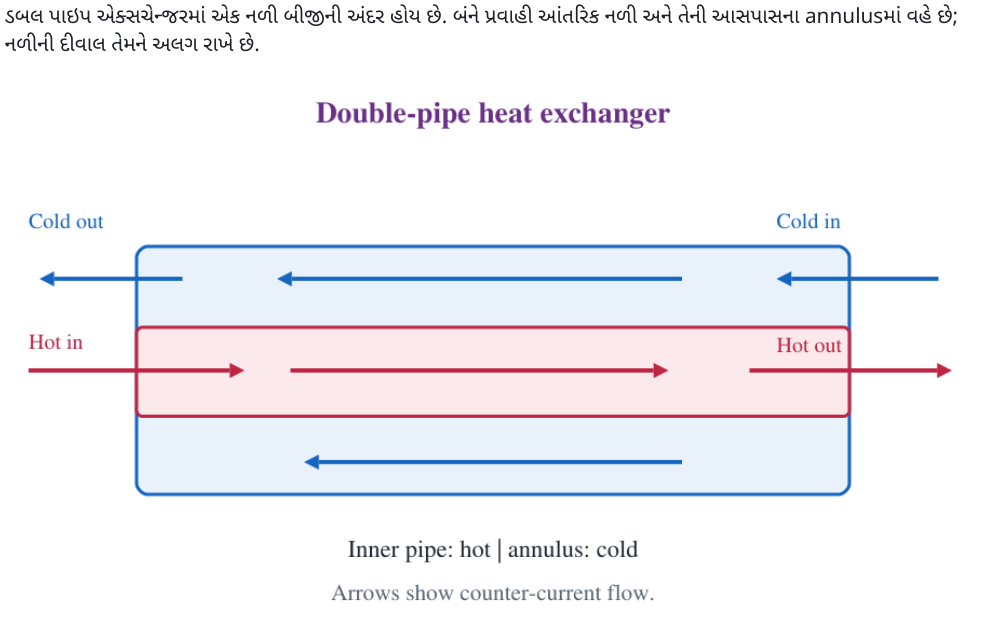 ડબલ પાઇપ એક્સચેન્જરમાં એક નળી બીજીની અંદર હોય છે. બંને પ્રવાહી આંતરિક નળી અને તેની આસપાસના annulusમાં વહે છે;
નળીની દીવાલ તેમને અલગ રાખે છે.
Double-pipe heat exchanger
Cold out
Cold in
Hot in
Hot out
Inner pipe: hot | annulus: cold
Arrows show counter-current flow.